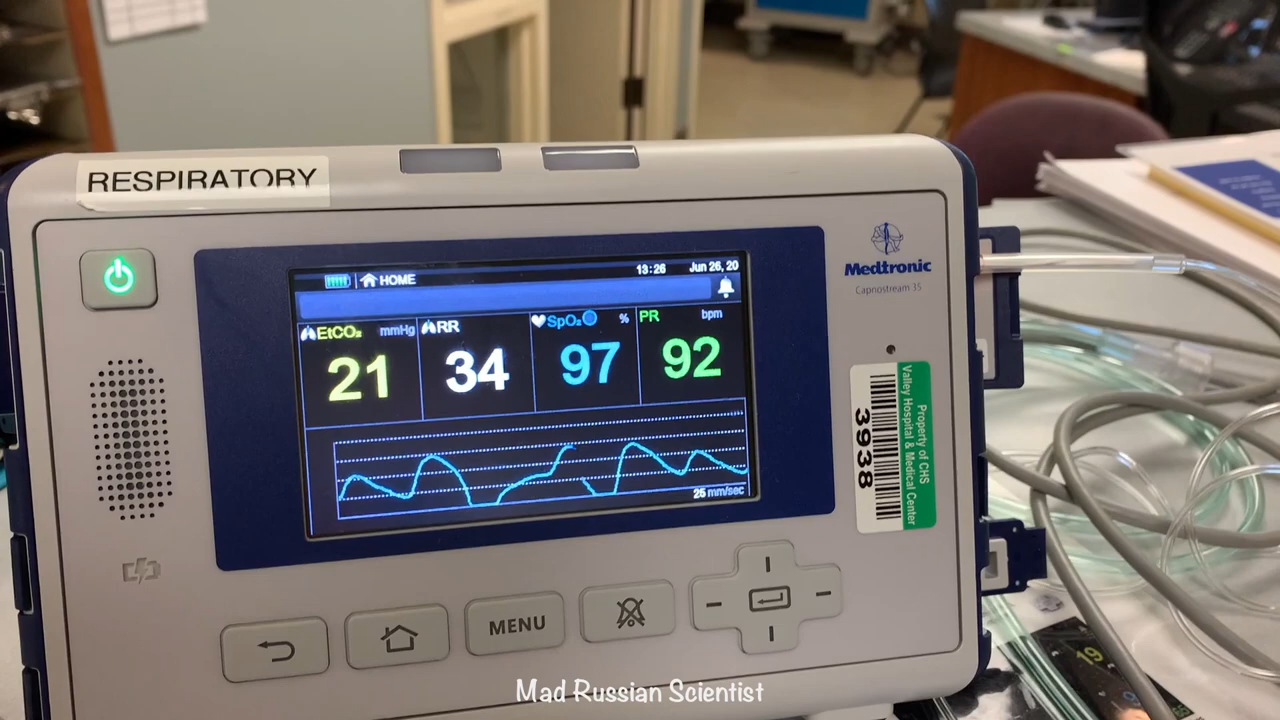 RESPIRATORY
HOME
13:26 Jun 26, 20
EtCO₂ mmHg
21
RR
34
SpO₂ %
97
PR bpm
92
25 mm/sec
Medtronic
Capnostream 35
Property of CHS
Valley Hospital & Medical Center
3938
MENU
19
Mad Russian Scientist